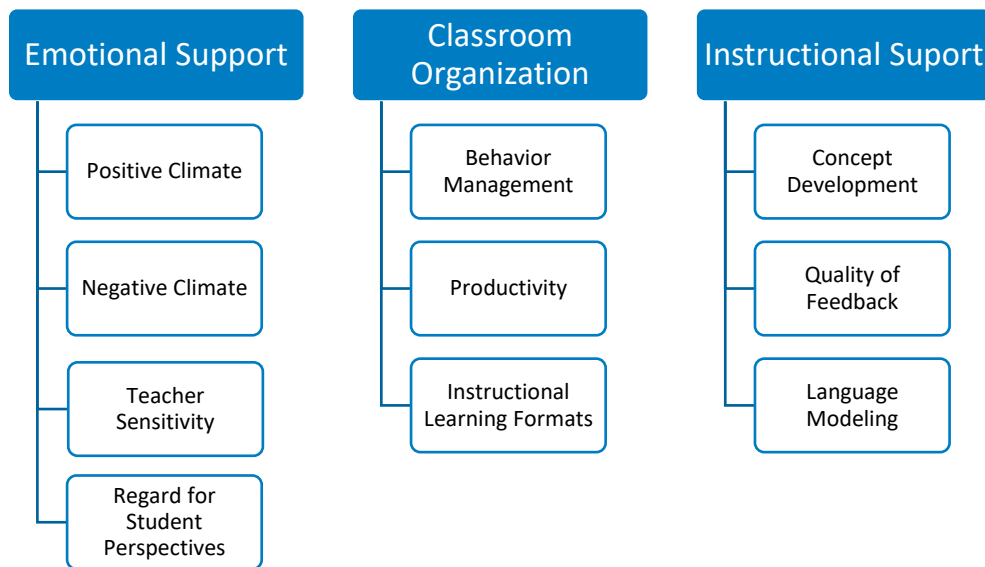 Emotional Support
Positive Climate
Negative Climate
Teacher
Sensitivity
Regard for
Student
Perspectives
Classroom
Organization
Behavior
Management
Productivity
Instructional
Learning Formats
Instructional Suport
Concept
Development
Quality of
Feedback
Language
Modeling